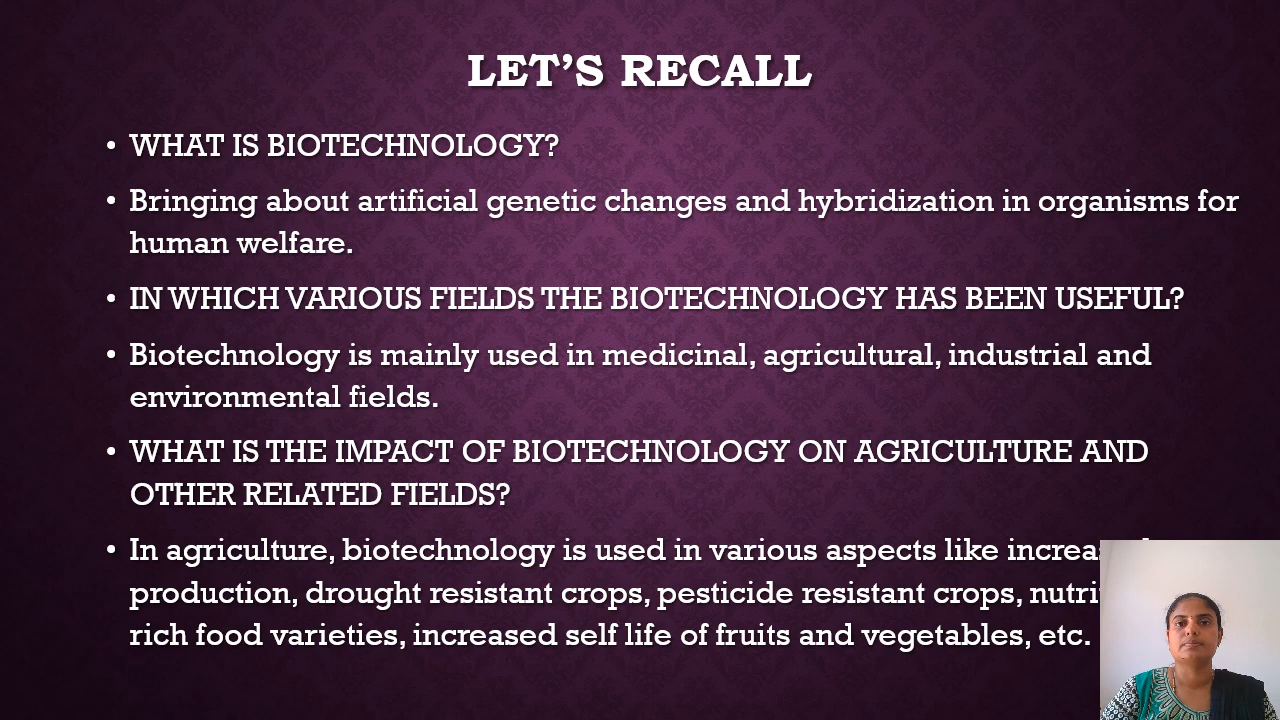 LET'S RECALL
• WHAT IS BIOTECHNOLOGY?
• Bringing about artificial genetic changes and hybridization in organisms for
human welfare.
• IN WHICH VARIOUS FIELDS THE BIOTECHNOLOGY HAS BEEN USEFUL?
• Biotechnology is mainly used in medicinal, agricultural, industrial and
environmental fields.
• WHAT IS THE IMPACT OF BIOTECHNOLOGY ON AGRICULTURE AND
OTHER RELATED FIELDS?
• In agriculture, biotechnology is used in various aspects like
production, drought resistant crops, pesticide resistant crops,
rich food varieties, increased self life of fruits and vegetables, etc.